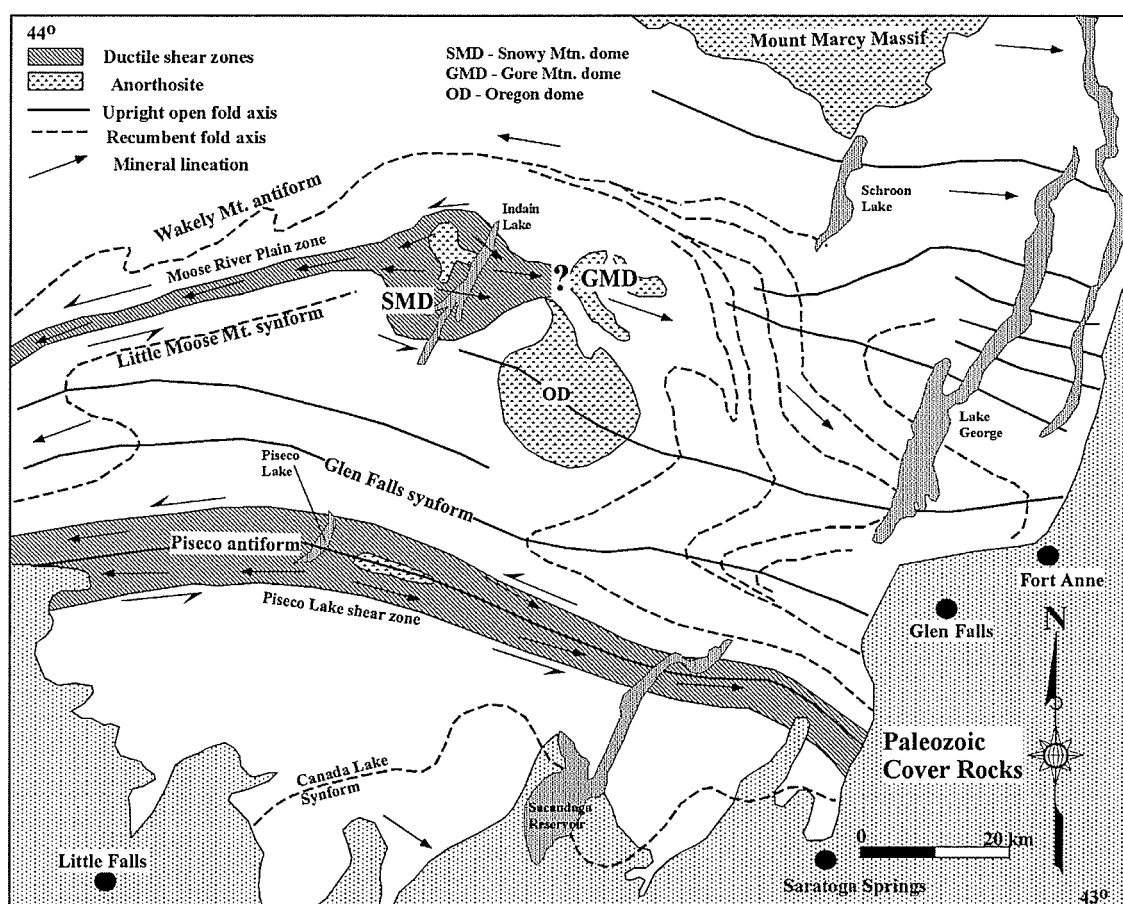 44º
Ductile shear zones
Anorthosite
Upright open fold axis
Recumbent fold axis
Mineral lineation
SMD - Snowy Mtn. dome
GMD - Gore Mtn. dome
OD - Oregon dome
Mount Marcy Massif
Schroon
Lake
Wakely Mt. antiform
Indain
Lake
Moose River Plain zone
?
GMD
SMD
Little Moose Mt. synform
OD
Lake
George
Piseco
Lake
Glen Falls synform
Piseco antiform
Piseco Lake shear zone
Fort Anne
Glen Falls
N
Paleozoic
Cover Rocks
Canada Lake
Synform
Sacandaga
Reservoir
0 20 km
Little Falls
Saratoga Springs
43º